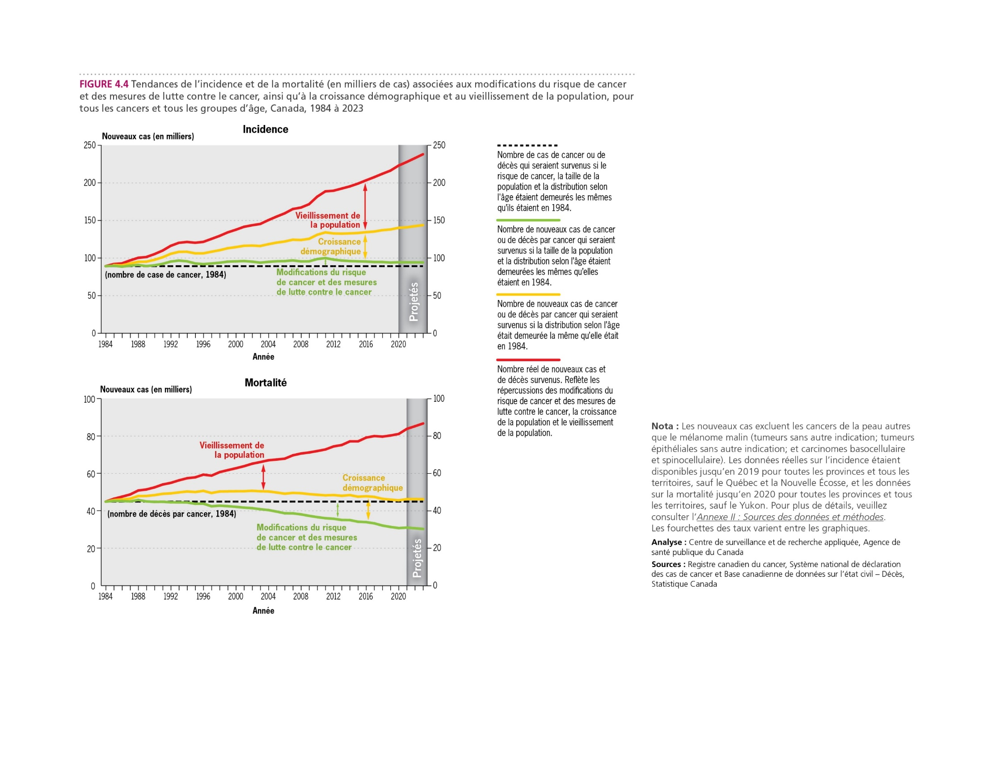 FIGURE 4.4 Tendances de l’incidence et de la mortalité (en milliers de cas) associées aux modifications du risque de cancer
et des mesures de lutte contre le cancer, ainsi qu’à la croissance démographique et au vieillissement de la population, pour
tous les cancers et tous les groupes d’âge, Canada, 1984 à 2023
Incidence
Nouveaux cas (en milliers)
250 250
200 200
Vieillissement de
la population
150 150
Croissance
démographique
100 100
(nombre de case de cancer, 1984)
Modifications du risque
de cancer et des mesures
de lutte contre le cancer
50 50
Projetés
0 0
1984 1988 1992 1996 2000 2004 2008 2012 2016 2020
Année
Mortalité
Nouveaux cas (en milliers)
100 100
80 80
Vieillissement de
la population
60 60
Croissance
démographique
40 40
(nombre de décès par cancer, 1984)
Modifications du risque
de cancer et des mesures
de lutte contre le cancer
20 20
Projetés
0 0
1984 1988 1992 1996 2000 2004 2008 2012 2016 2020
Année
Nombre de cas de cancer ou de
décès qui seraient survenus si le
risque de cancer, la taille de la
population et la distribution selon
l'âge étaient demeurés les mêmes
qu’ils étaient en 1984.
Nombre de nouveaux cas de cancer
ou de décès par cancer qui seraient
survenus si la taille de la population
et la distribution selon l’âge étaient
demeurées les mêmes qu’elles
étaient en 1984.
Nombre de nouveaux cas de cancer
ou de décès par cancer qui seraient
survenus si la distribution selon l’âge
était demeurée la même qu’elle était
en 1984.
Nombre réel de nouveaux cas et
de décès survenus. Reflète les
répercussions des modifications du
risque de cancer et des mesures de
lutte contre le cancer, la croissance
de la population et le vieillissement
de la population.
Nota : Les nouveaux cas excluent les cancers de la peau autres
que le mélanome malin (tumeurs sans autre indication; tumeurs
épithéliales sans autre indication; et carcinomes basocellulaire
et spinocellulaire). Les données réelles sur l’incidence étaient
disponibles jusqu’en 2019 pour toutes les provinces et tous les
territoires, sauf le Québec et la Nouvelle Écosse, et les données
sur la mortalité jusqu’en 2020 pour toutes les provinces et tous
les territoires, sauf le Yukon. Pour plus de détails, veuillez
consulter l’Annexe II : Sources des données et méthodes.
Les fourchettes des taux varient entre les graphiques.
Analyse : Centre de surveillance et de recherche appliquée, Agence de
santé publique du Canada
Sources : Registre canadien du cancer, Système national de déclaration
des cas de cancer et Base canadienne de données sur l’état civil – Décès,
Statistique Canada